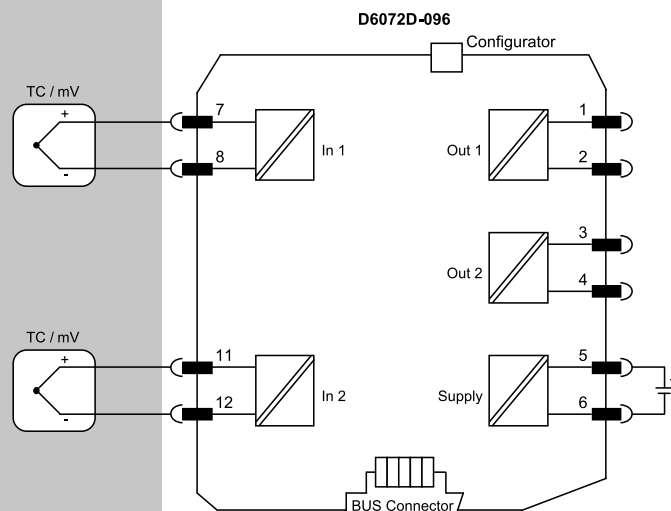 D6072D-096
Configurator
TC / mV
+
-
7
8
In 1
Out 1
1
2
Out 2
3
4
TC / mV
+
-
11
12
In 2
Supply
5
6
BUS Connector